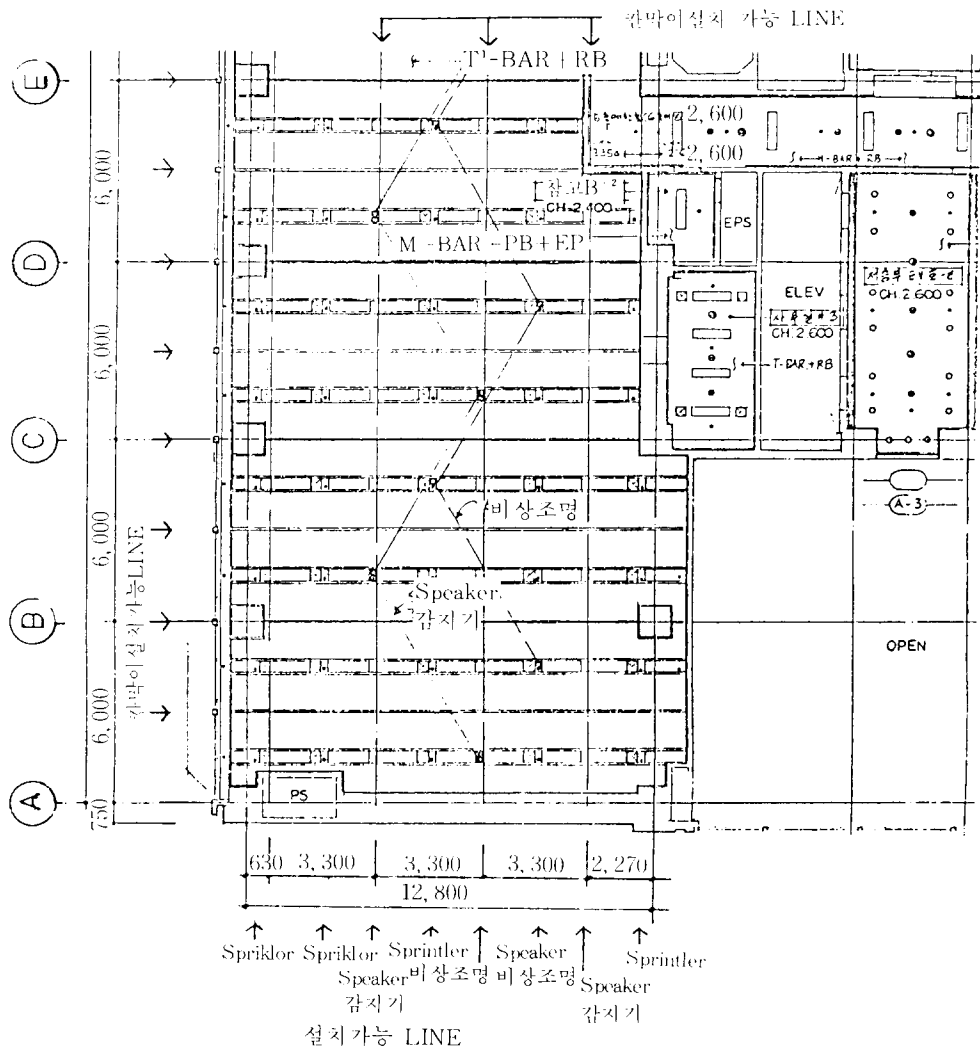 칸막이설치 가능 LINE
T-BAR+RB
E
2,600
2,600
M-BAR+RB
참고B-2
CH.2.400
6,000
EPS
M-BAR-PB+EP
D
ELEV
CH.2.600
CH.2.600
T-BAR+RB
6,000
C
A-3
비상조명
6,000
칸막이설치가능LINE
Speaker
감지기
B
OPEN
6,000
PS
A
750
630 3,300 3,300 3,300 2,270
12,800
Spriklor Spriklor Sprintler Speaker Sprintler
Speaker 비상조명 비상조명 Speaker
감지기 감지기
설치가능 LINE